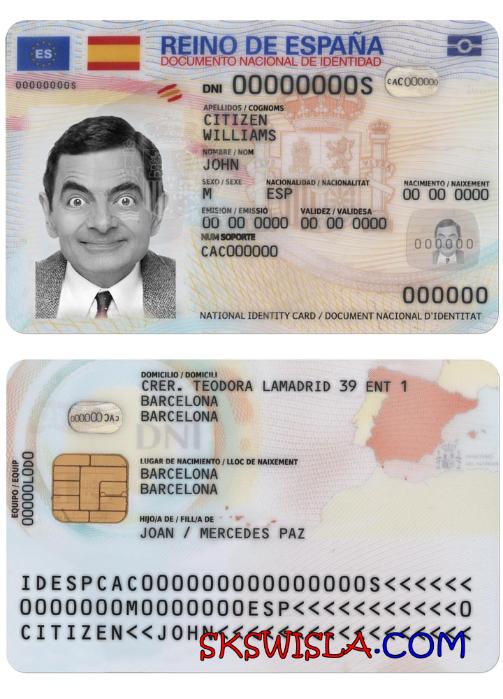 ES
REINO DE ESPAÑA
DOCUMENTO NACIONAL DE IDENTIDAD
00000000S
DNI 00000000S
CAC000000
APELLIDOS / COGNOMS
CITIZEN
WILLIAMS
NOMBRE / NOM
JOHN
SEXO / SEXE NACIONALIDAD / NACIONALITAT NACIMIENTO / NAIXEMENT
M ESP 00 00 0000
EMISIÓN / EMISSIÓ VALIDEZ / VALIDESA
00 00 0000 00 00 0000
NUM SOPORTE
CAC000000
000000
000000
NATIONAL IDENTITY CARD / DOCUMENT NACIONAL D'IDENTITAT
DOMICILIO / DOMICILI
CRER. TEODORA LAMADRID 39 ENT 1
BARCELONA
BARCELONA
CAC000000
DNI
LUGAR DE NACIMIENTO / LLOC DE NAIXEMENT
BARCELONA
BARCELONA
EQUIPO / EQUIP
00000L0D0
HIJO/A DE / FILL/A DE
JOAN / MERCEDES PAZ
IDESPCAC000000000000000S<<<<<<
0000000M0000000ESP<<<<<<<<<<<0
CITIZEN<<JOHN<<<<<<<<<<<<<<<<<
SKSWISLA.COM